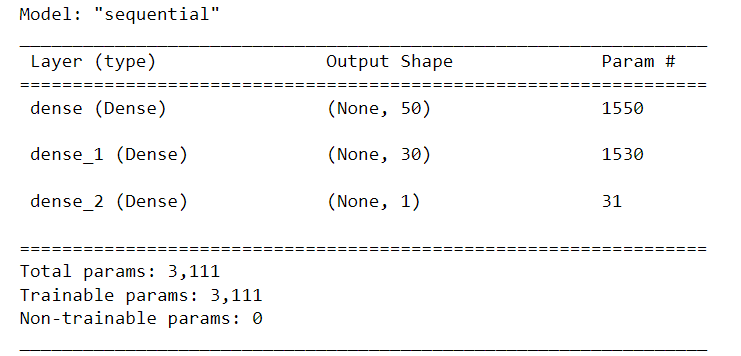 Model: "sequential"
_________________________________________________________________
Layer (type) Output Shape Param #
=================================================================
dense (Dense) (None, 50) 1550
dense_1 (Dense) (None, 30) 1530
dense_2 (Dense) (None, 1) 31
=================================================================
Total params: 3,111
Trainable params: 3,111
Non-trainable params: 0
_________________________________________________________________